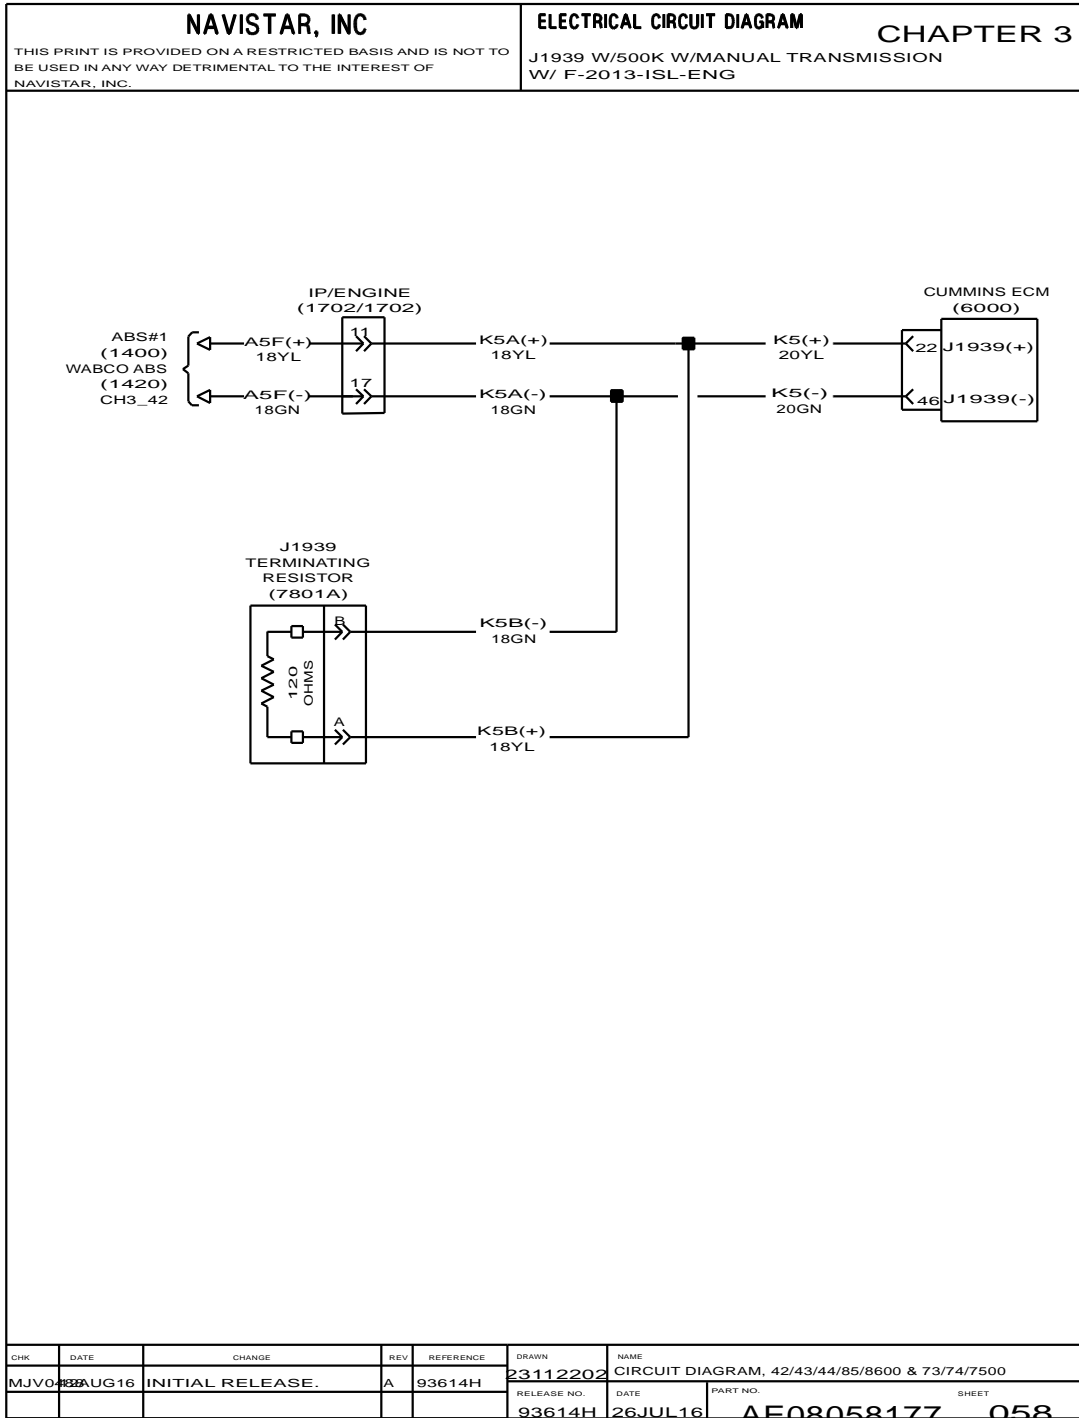 NAVISTAR, INC
THIS PRINT IS PROVIDED ON A RESTRICTED BASIS AND IS NOT TO
BE USED IN ANY WAY DETRIMENTAL TO THE INTEREST OF
NAVISTAR, INC.
ELECTRICAL CIRCUIT DIAGRAM
CHAPTER 3
J1939 W/500K W/MANUAL TRANSMISSION
W/ F-2013-ISL-ENG
IP/ENGINE
(1702/1702)
CUMMINS ECM
(6000)
ABS#1
(1400)
WABCO ABS
(1420)
CH3_42
A5F(+)
18YL
11
K5A(+)
18YL
K5(+)
20YL
22
J1939(+)
A5F(-)
18GN
17
K5A(-)
18GN
K5(-)
20GN
46
J1939(-)
J1939
TERMINATING
RESISTOR
(7801A)
B
K5B(-)
18GN
120
OHMS
A
K5B(+)
18YL
CHK
DATE
CHANGE
REV
REFERENCE
DRAWN
NAME
AUG16
INITIAL RELEASE.
A
93614H
23112202
CIRCUIT DIAGRAM, 42/43/44/85/8600 & 73/74/7500
RELEASE NO.
DATE
PART NO.
SHEET
93614H
26JUL16
AE08058177
058